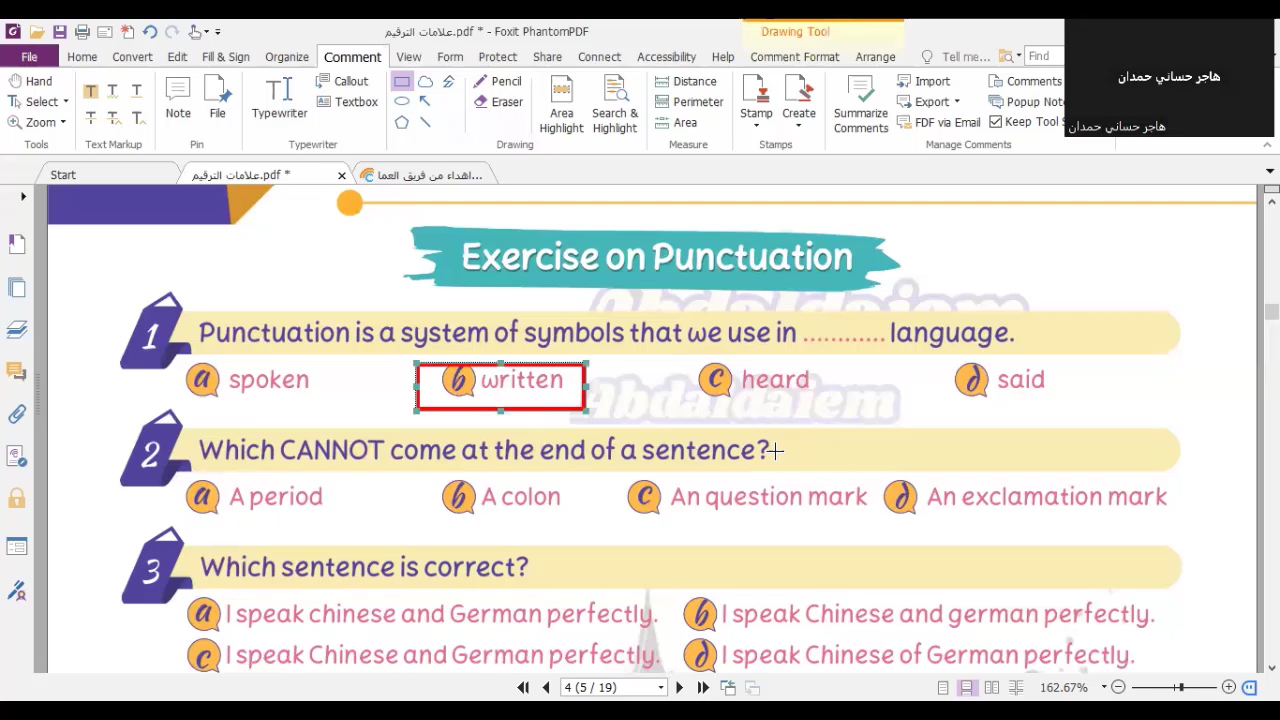 علامات الترقيم.pdf * - Foxit PhantomPDF
Drawing Tool
File Home Convert Edit Fill & Sign Organize Comment View Form Protect Share Connect Accessibility Help Comment Format Arrange Tell me... Find
هاجر حساني حمدان
هاجر حساني حمدان
Hand
Select
Zoom
Tools
Text Markup
Note
File
Pin
Typewriter
Callout
Textbox
Typewriter
Pencil
Eraser
Area Highlight
Search & Highlight
Drawing
Distance
Perimeter
Area
Measure
Stamp
Create
Stamps
Summarize Comments
Import
Export
FDF via Email
Comments
Popup Note
Keep Tool S
Manage Comments
Start
علامات الترقيم.pdf *
اهداء من فريق العما...
Exercise on Punctuation
Abdaldaiem
1 Punctuation is a system of symbols that we use in ............ language.
a spoken b written c heard d said
Abdaldaiem
2 Which CANNOT come at the end of a sentence?
a A period b A colon c An question mark d An exclamation mark
3 Which sentence is correct?
a I speak chinese and German perfectly. b I speak Chinese and german perfectly.
c I speak Chinese and German perfectly. d I speak Chinese of German perfectly.
4 (5 / 19)
162.67%